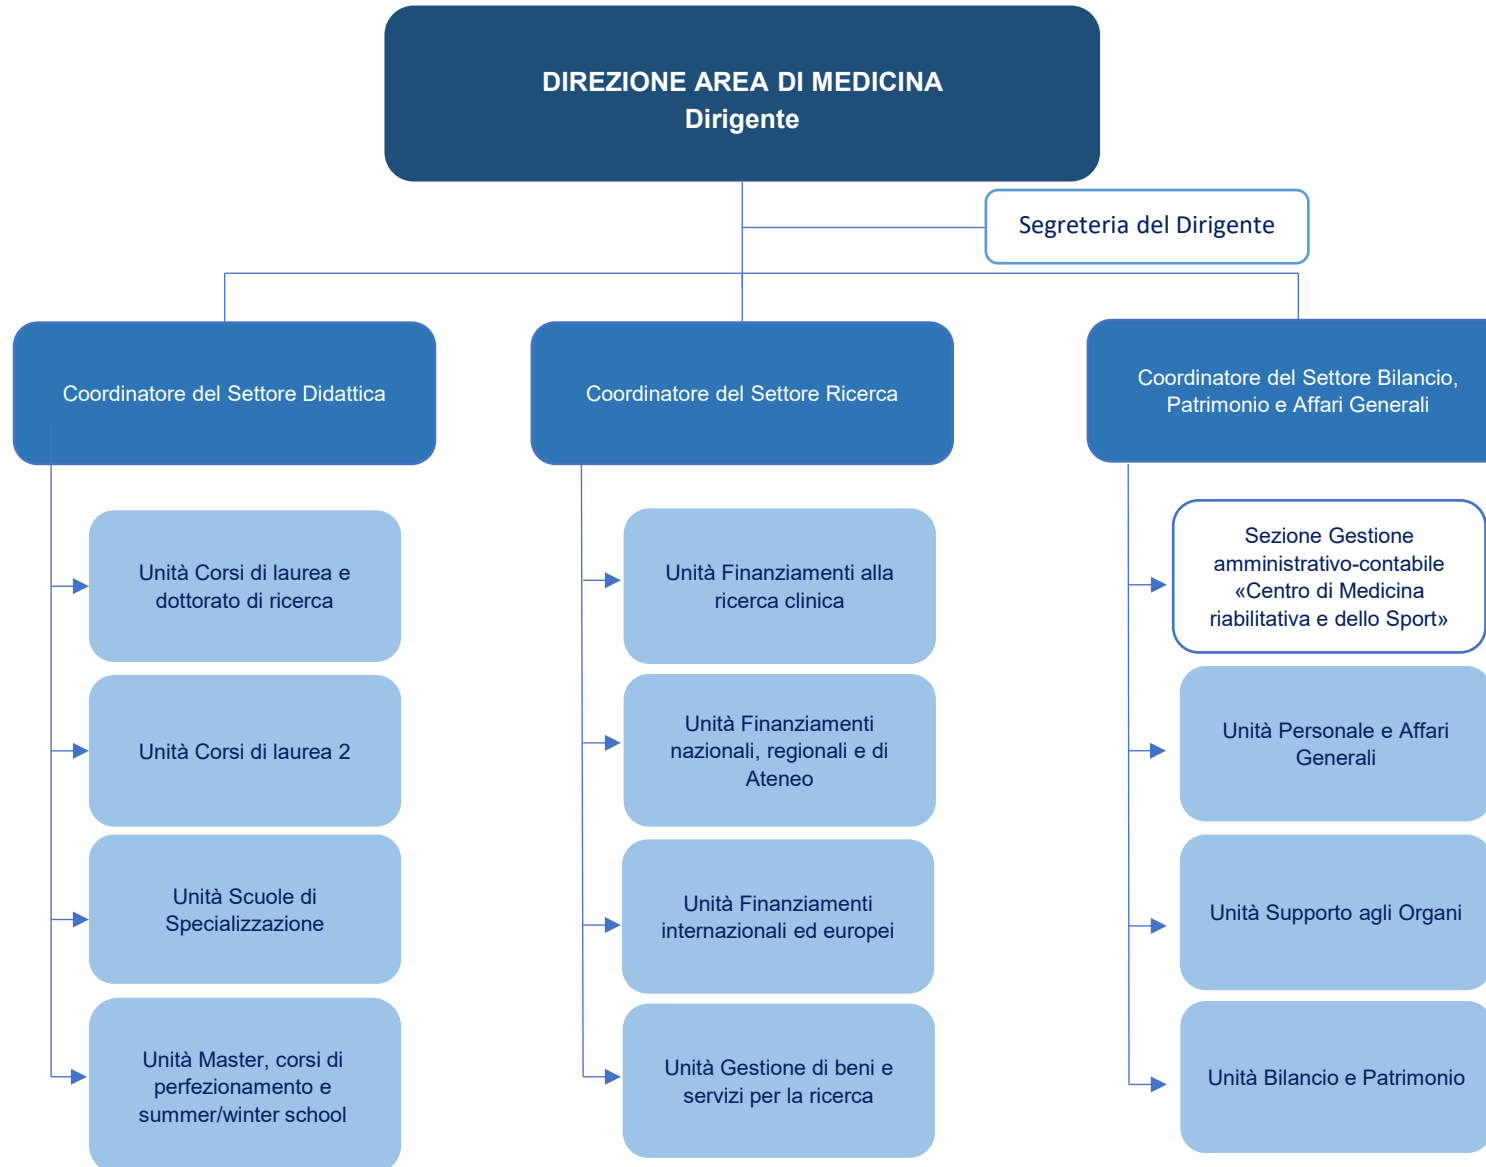 DIREZIONE AREA DI MEDICINA
Dirigente
Segreteria del Dirigente
Coordinatore del Settore Didattica
Coordinatore del Settore Ricerca
Coordinatore del Settore Bilancio,
Patrimonio e Affari Generali
Unità Corsi di laurea e
dottorato di ricerca
Unità Corsi di laurea 2
Unità Scuole di
Specializzazione
Unità Master, corsi di
perfezionamento e
summer/winter school
Unità Finanziamenti alla
ricerca clinica
Unità Finanziamenti
nazionali, regionali e di
Ateneo
Unità Finanziamenti
internazionali ed europei
Unità Gestione di beni e
servizi per la ricerca
Sezione Gestione
amministrativo-contabile
«Centro di Medicina
riabilitativa e dello Sport»
Unità Personale e Affari
Generali
Unità Supporto agli Organi
Unità Bilancio e Patrimonio